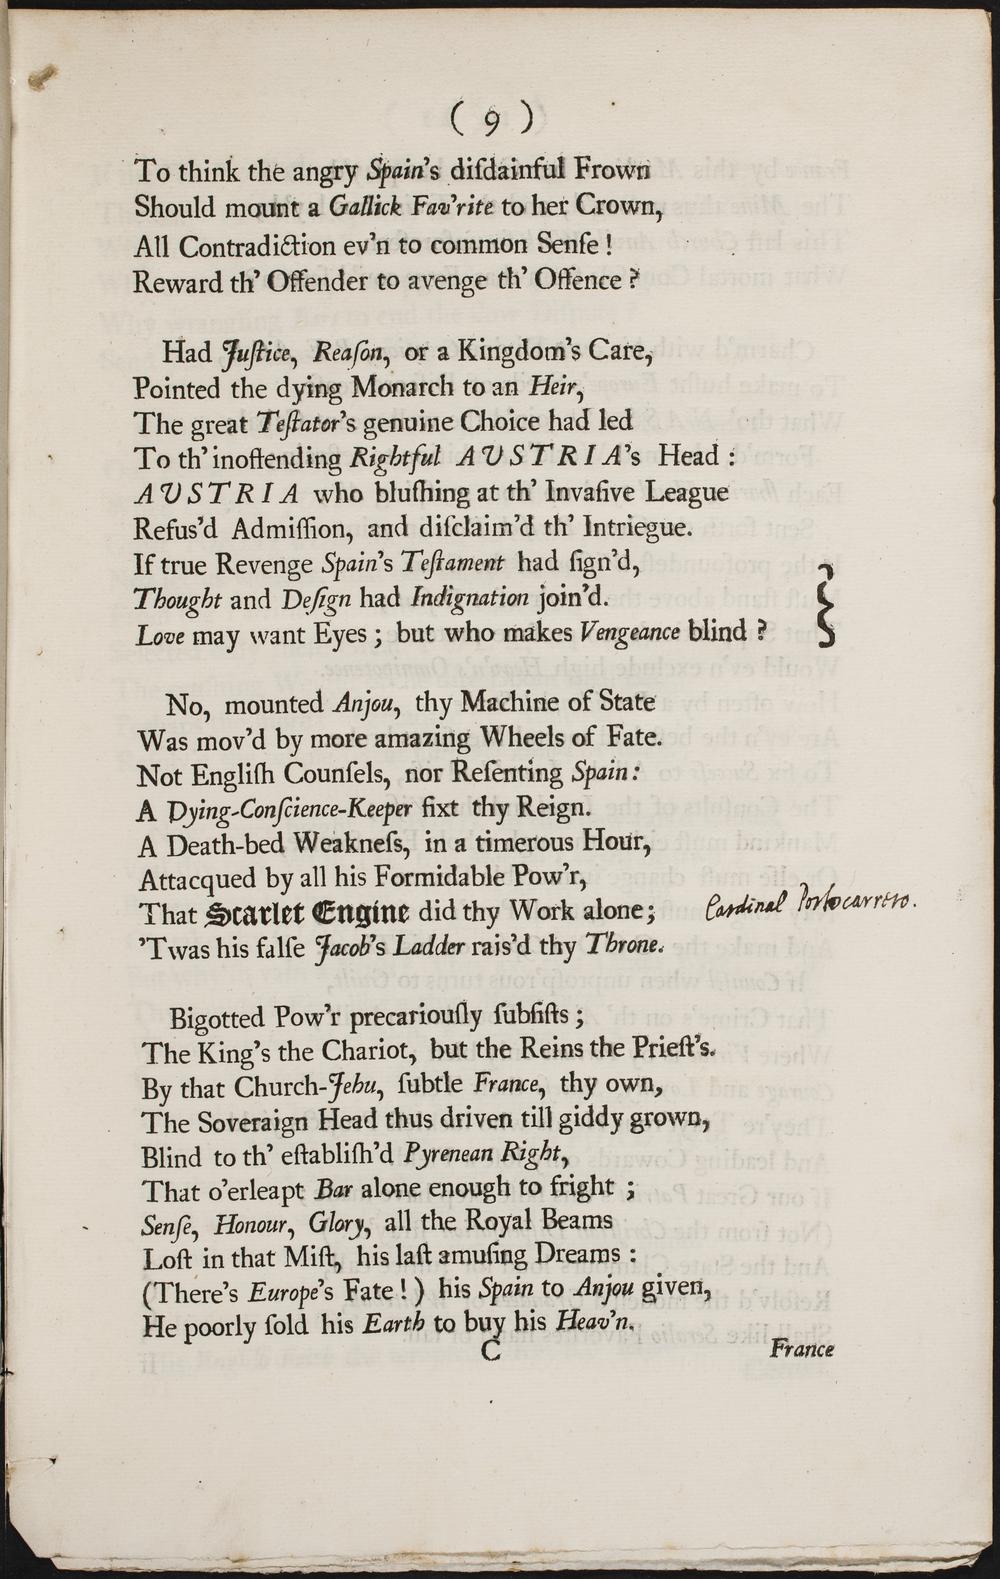 ( 9 )
To think the angry Spain's diſdainful Frown
Should mount a Gallick Fav'rite to her Crown,
All Contradiction ev'n to common Senſe !
Reward th' Offender to avenge th' Offence ?
Had Juſtice, Reaſon, or a Kingdom's Care,
Pointed the dying Monarch to an Heir,
The great Teſtator's genuine Choice had led
To th' inoffending Rightful AUSTRIA's Head :
AUSTRIA who bluſhing at th' Invaſive League
Refus'd Admiſſion, and diſclaim'd th' Intriegue.
If true Revenge Spain's Teſtament had ſign'd,
Thought and Deſign had Indignation join'd.
Love may want Eyes ; but who makes Vengeance blind ?
No, mounted Anjou, thy Machine of State
Was mov'd by more amazing Wheels of Fate.
Not Engliſh Counſels, nor Reſenting Spain :
A Dying-Conſcience-Keeper fixt thy Reign.
A Death-bed Weakneſs, in a timerous Hour,
Attacqued by all his Formidable Pow'r,
That Scarlet Engine did thy Work alone; Cardinal Portocarrero.
'Twas his falſe Jacob's Ladder rais'd thy Throne.
Bigotted Pow'r precariouſly ſubſiſts ;
The King's the Chariot, but the Reins the Prieſt's.
By that Church-Jehu, ſubtle France, thy own,
The Soveraign Head thus driven till giddy grown,
Blind to th' eſtabliſh'd Pyrenean Right,
That o'erleapt Bar alone enough to fright ;
Senſe, Honour, Glory, all the Royal Beams
Loſt in that Miſt, his laſt amuſing Dreams :
(There's Europe's Fate ! ) his Spain to Anjou given,
He poorly ſold his Earth to buy his Heav'n.
C France